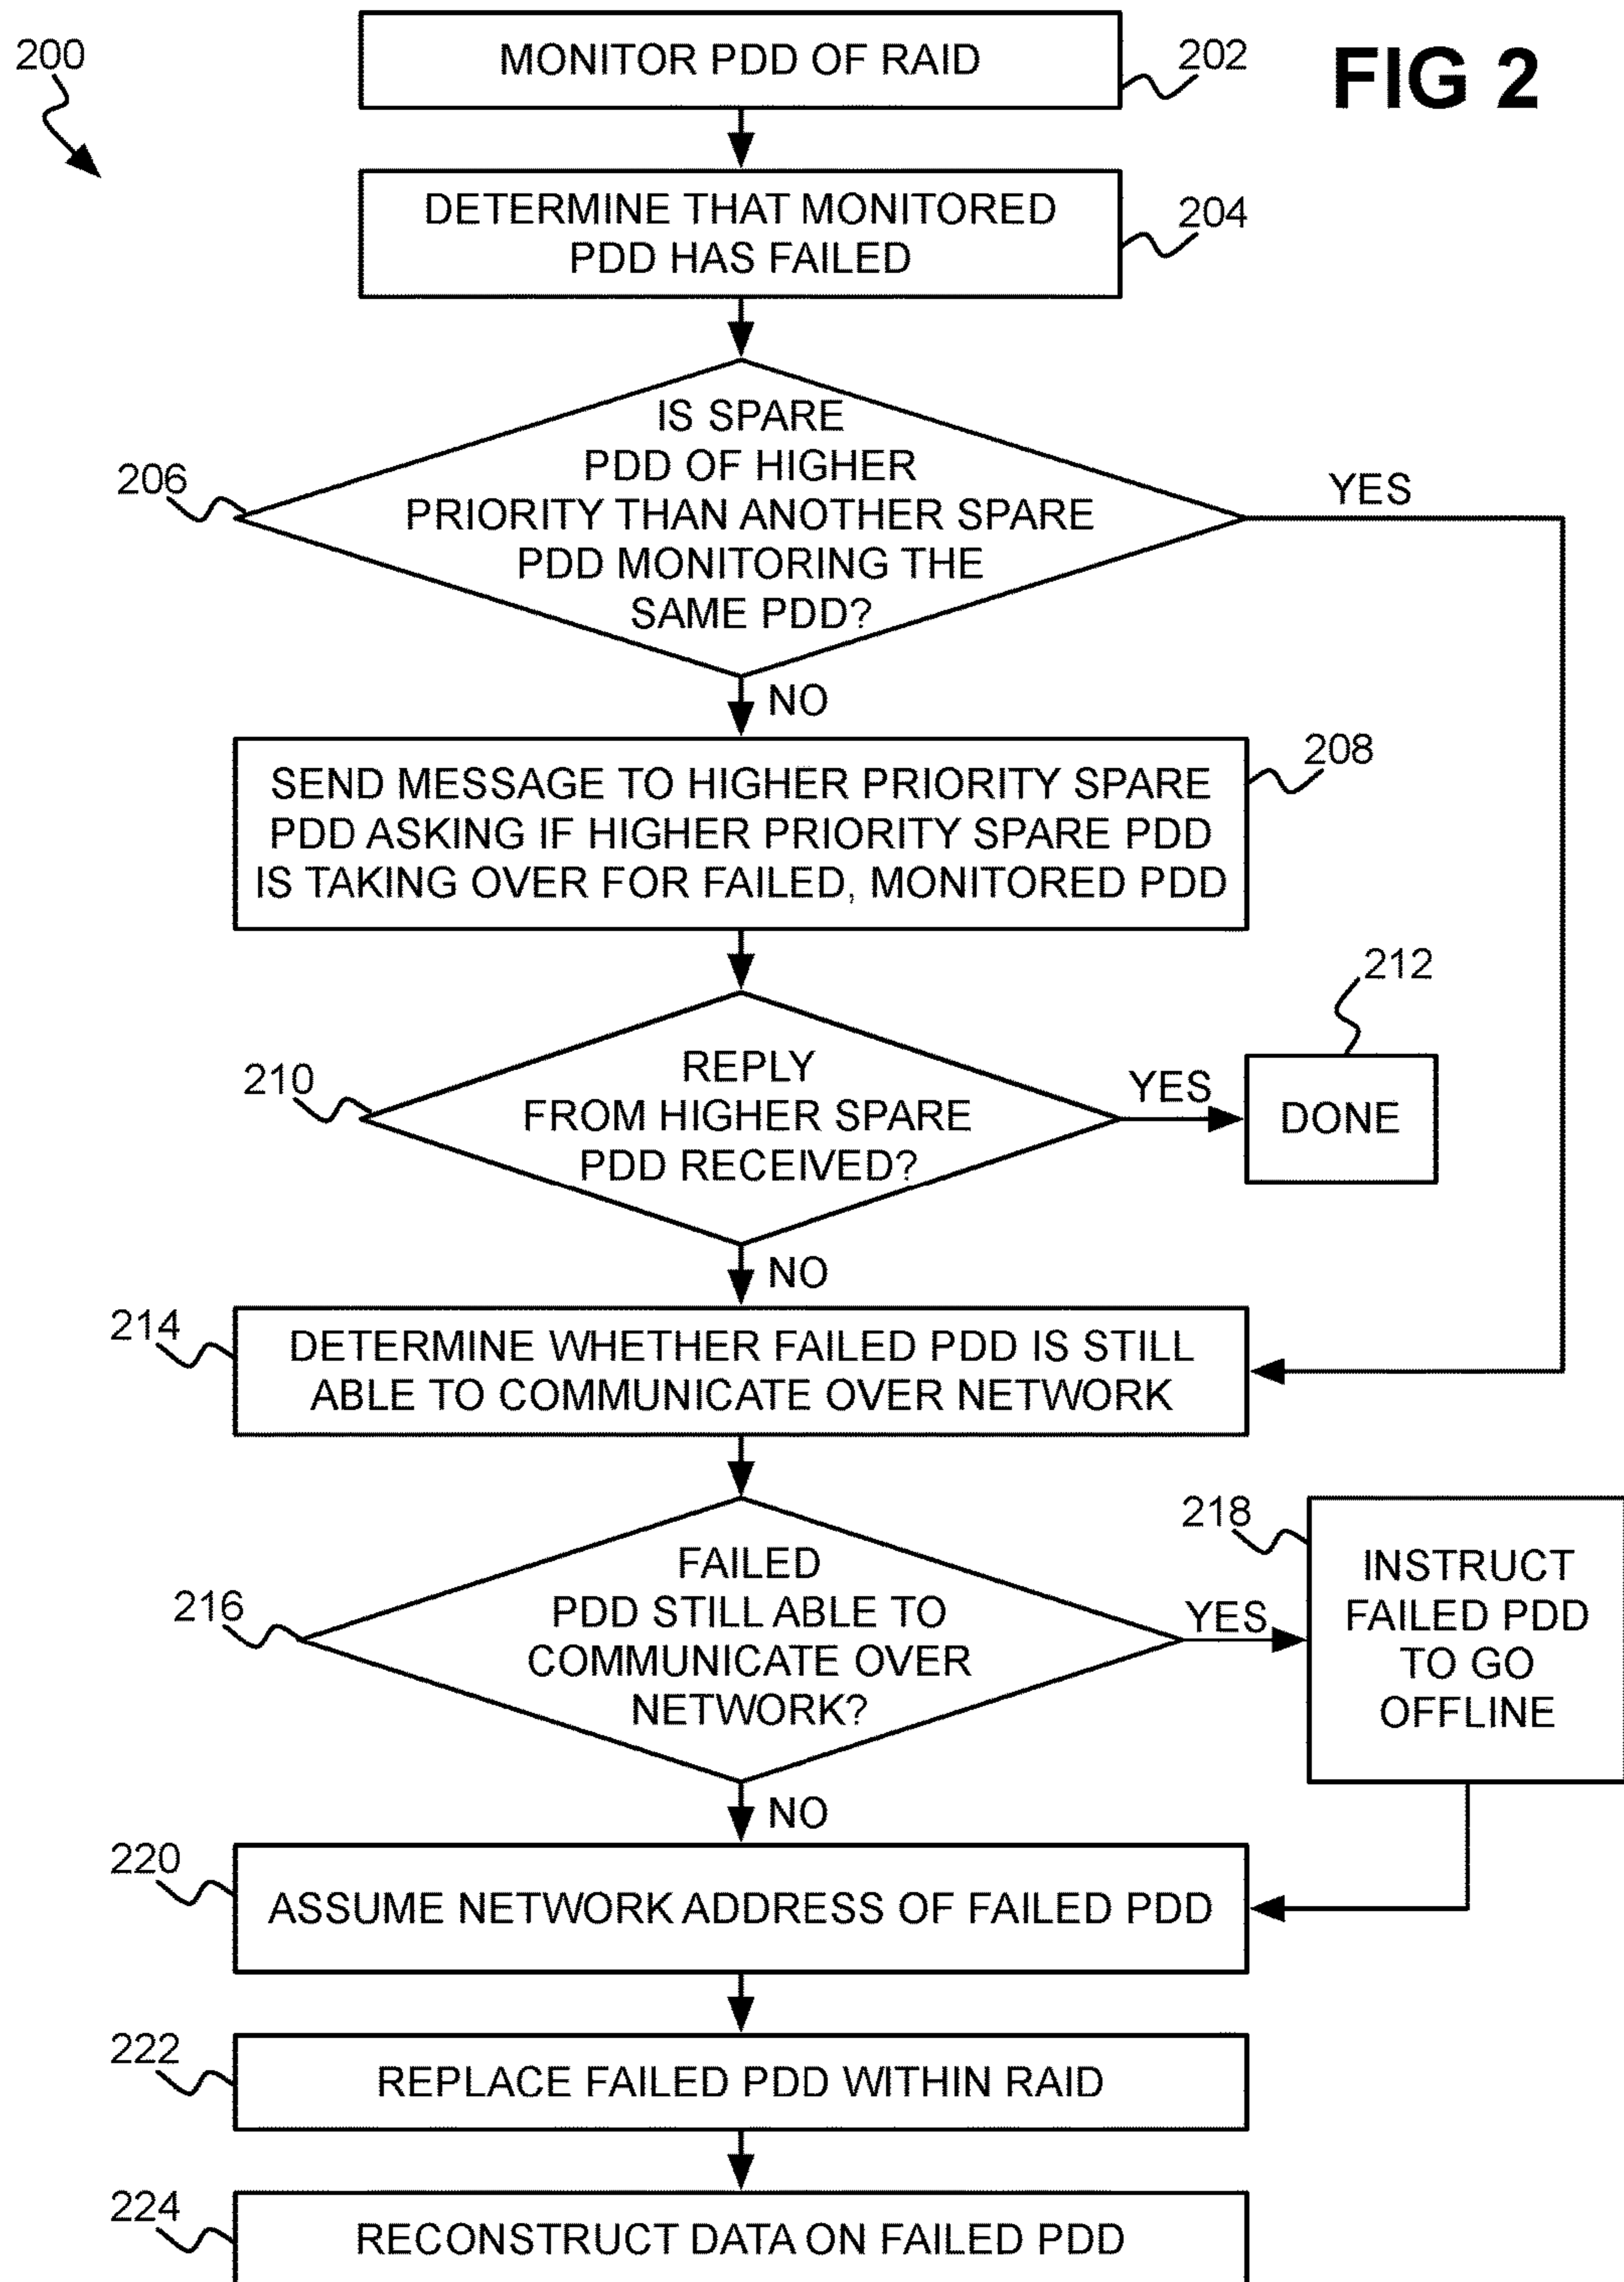 200
MONITOR PDD OF RAID
202
FIG 2
DETERMINE THAT MONITORED
PDD HAS FAILED
204
IS SPARE
PDD OF HIGHER
PRIORITY THAN ANOTHER SPARE
PDD MONITORING THE
SAME PDD?
206
YES
NO
SEND MESSAGE TO HIGHER PRIORITY SPARE
PDD ASKING IF HIGHER PRIORITY SPARE PDD
IS TAKING OVER FOR FAILED, MONITORED PDD
208
210
REPLY
FROM HIGHER SPARE
PDD RECEIVED?
YES
212
DONE
NO
214
DETERMINE WHETHER FAILED PDD IS STILL
ABLE TO COMMUNICATE OVER NETWORK
216
FAILED
PDD STILL ABLE TO
COMMUNICATE OVER
NETWORK?
YES
218
INSTRUCT
FAILED PDD
TO GO
OFFLINE
NO
220
ASSUME NETWORK ADDRESS OF FAILED PDD
222
REPLACE FAILED PDD WITHIN RAID
224
RECONSTRUCT DATA ON FAILED PDD